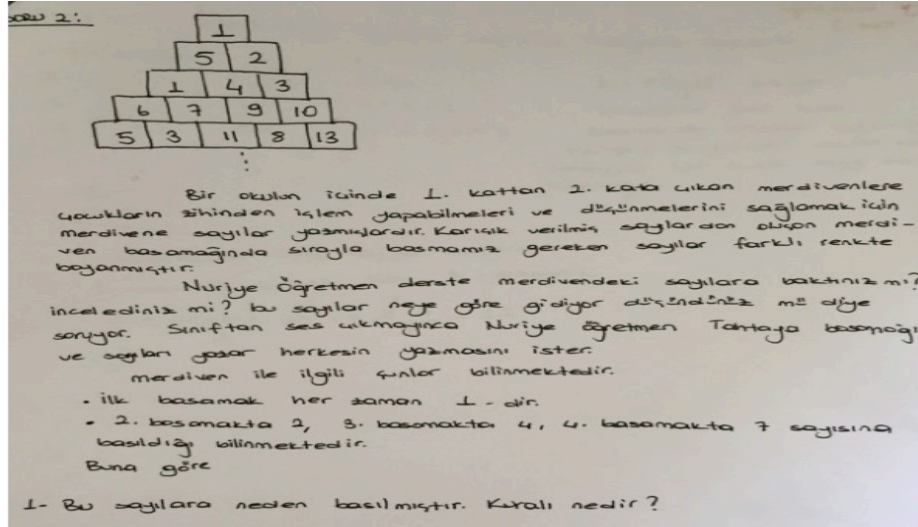 SORU 2:
1
5 2
1 4 3
6 7 9 10
5 3 11 8 13
Bir okulun içinde 1. kattan 2. kata çıkan merdivenlere
çocukların zihinden işlem yapabilmeleri ve düşünmelerini sağlamak için
merdivene sayılar yazmışlardır. Karışık verilmiş sayılardan oluşan merdi-
ven basamağında sırayla basmamız gereken sayılar farklı renkte
boyanmıştır.
Nuriye Öğretmen derste merdivendeki sayılara baktınız mı?
incelediniz mi? bu sayılar neye göre gidiyor düşündünüz mü diye
soruyor. Sınıftan ses çıkmayınca Nuriye öğretmen Tahtaya basamağı
ve sayıları yazar herkesin yazmasını ister.
merdiven ile ilgili şunlar bilinmektedir.
• ilk basamak her zaman 1-dir.
• 2. basamakta 2, 3. basamakta 4, 4. basamakta 7 sayısına
basıldığı bilinmektedir.
Buna göre
1- Bu sayılara neden basılmıştır. Kuralı nedir?